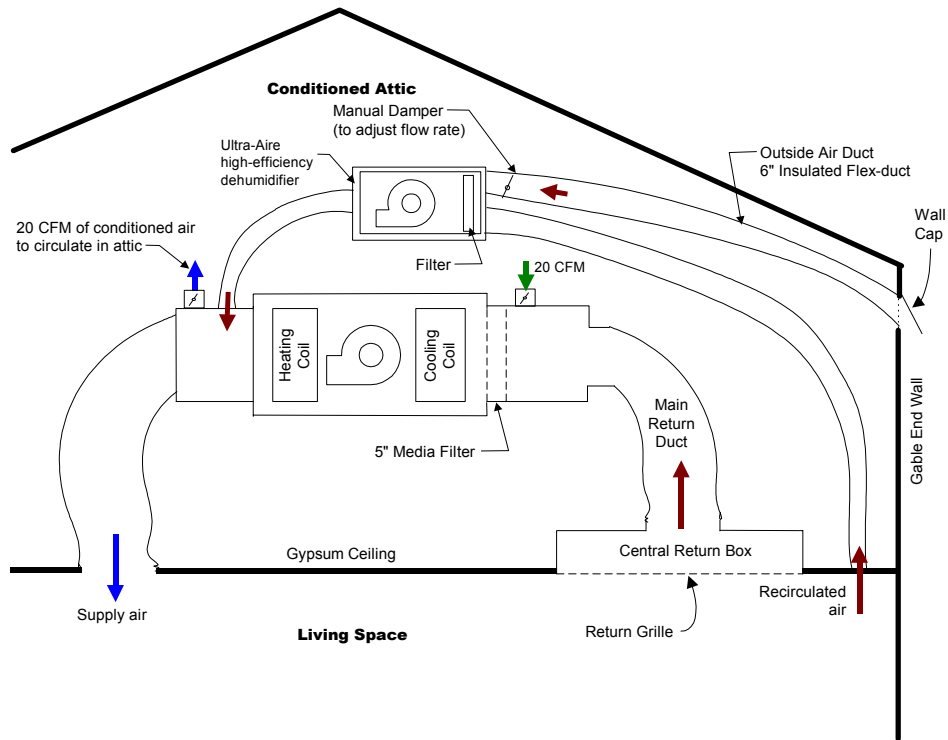 Conditioned Attic
Manual Damper
(to adjust flow rate)
Ultra-Aire
high-efficiency
dehumidifier
Outside Air Duct
6" Insulated Flex-duct
Wall
Cap
20 CFM of conditioned air
to circulate in attic
Filter
20 CFM
Heating
Coil
Cooling
Coil
Main
Return
Duct
5" Media Filter
Gable End Wall
Gypsum Ceiling
Central Return Box
Supply air
Recirculated
air
Return Grille
Living Space